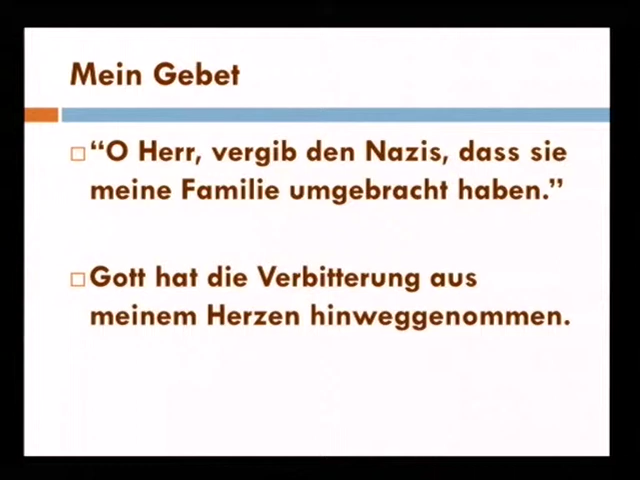 Mein Gebet
“O Herr, vergib den Nazis, dass sie
meine Familie umgebracht haben.”
Gott hat die Verbitterung aus
meinem Herzen hinweggenommen.